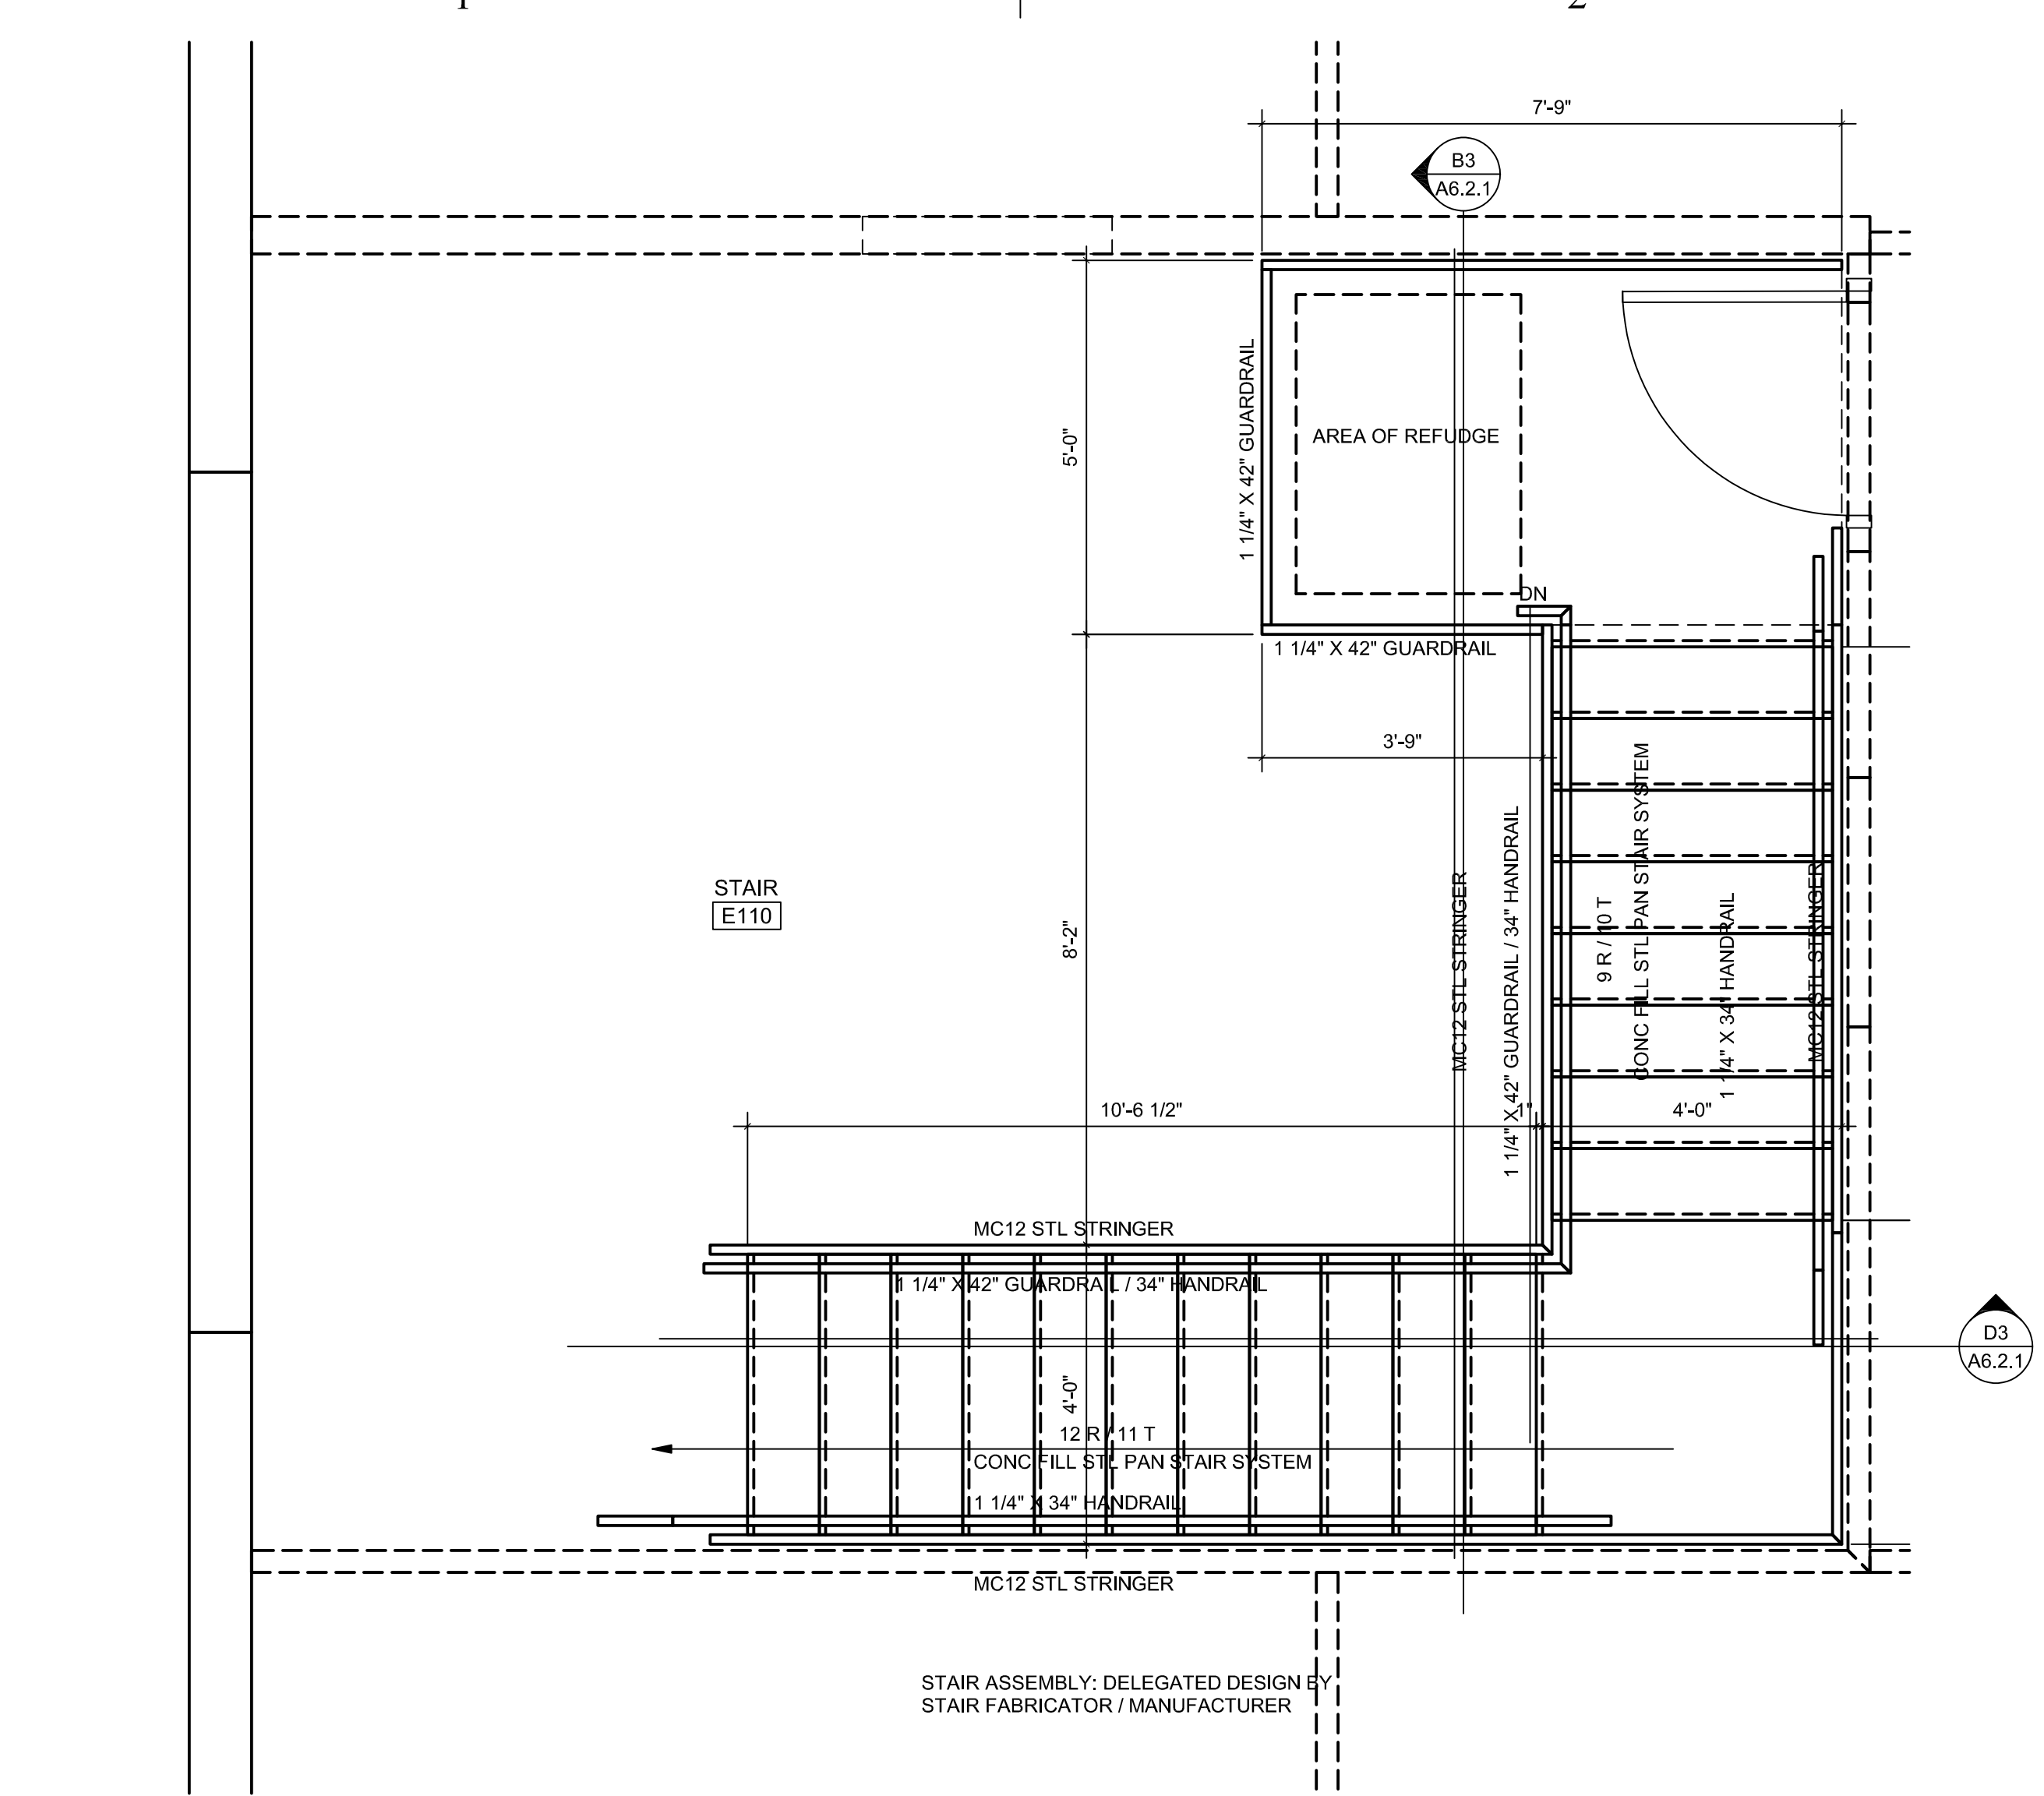 1
2
7'-9"
B3
A6.2.1
1 1/4" X 42" GUARDRAIL
5'-0"
AREA OF REFUDGE
DN
1 1/4" X 42" GUARDRAIL
3'-9"
STAIR
E110
8'-2"
MC12 STL STRINGER
1 1/4" X 42" GUARDRAIL / 34" HANDRAIL
9 R / 10 T
CONC FILL STL PAN STAIR SYSTEM
1 1/4" X 34" HANDRAIL
MC12 STL STRINGER
10'-6 1/2"
1"
4'-0"
MC12 STL STRINGER
1 1/4" X 42" GUARDRAIL / 34" HANDRAIL
D3
A6.2.1
4'-0"
12 R / 11 T
CONC FILL STL PAN STAIR SYSTEM
1 1/4" X 34" HANDRAIL
MC12 STL STRINGER
STAIR ASSEMBLY: DELEGATED DESIGN BY
STAIR FABRICATOR / MANUFACTURER